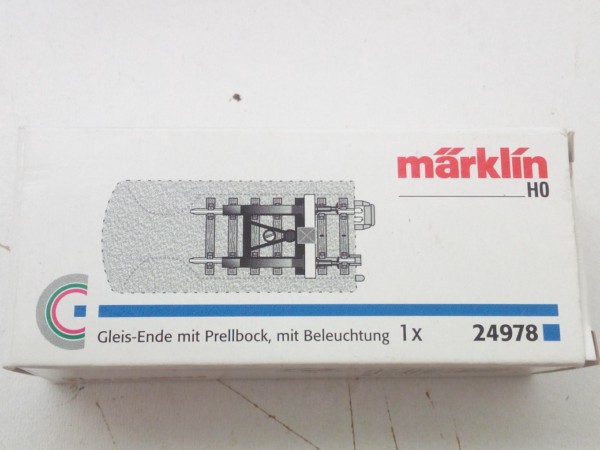 märklin
H0
Gleis-Ende mit Prellbock, mit Beleuchtung 1x 24978